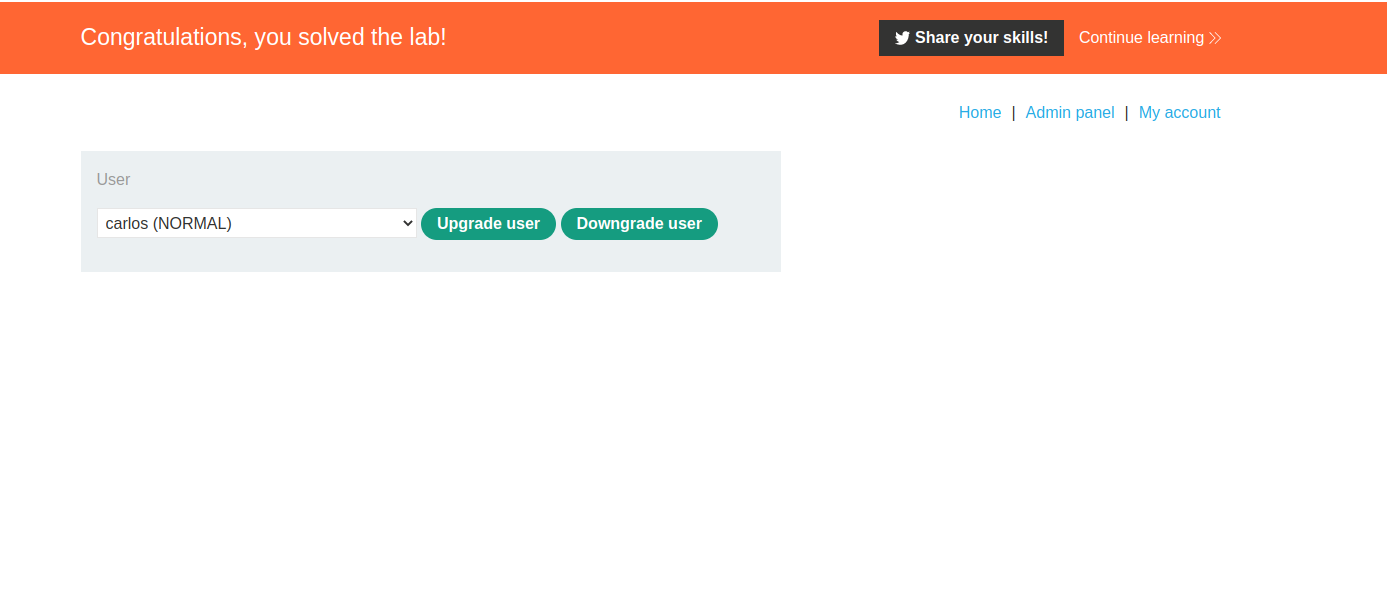 Congratulations, you solved the lab!
Share your skills! Continue learning
Home | Admin panel | My account
User
carlos (NORMAL) Upgrade user Downgrade user